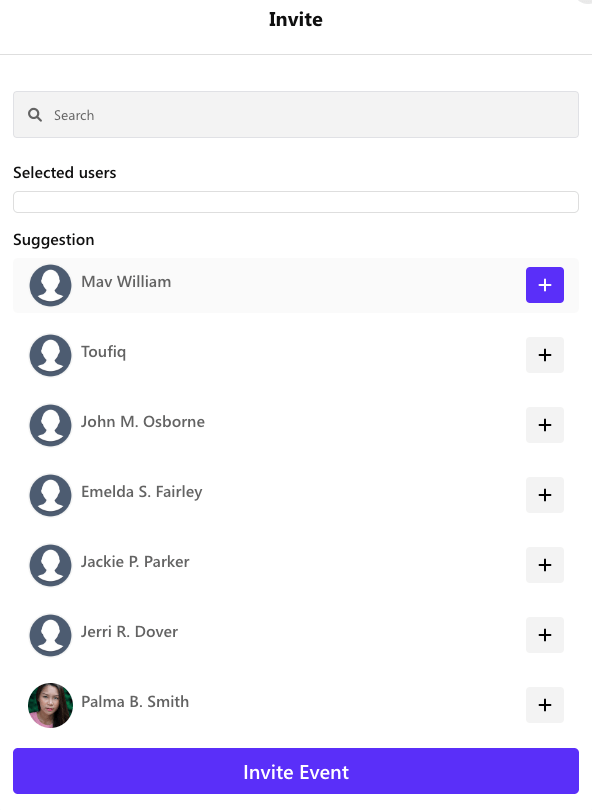 Invite
Search
Selected users
Suggestion
Mav William
Toufiq
John M. Osborne
Emelda S. Fairley
Jackie P. Parker
Jerri R. Dover
Palma B. Smith
Invite Event